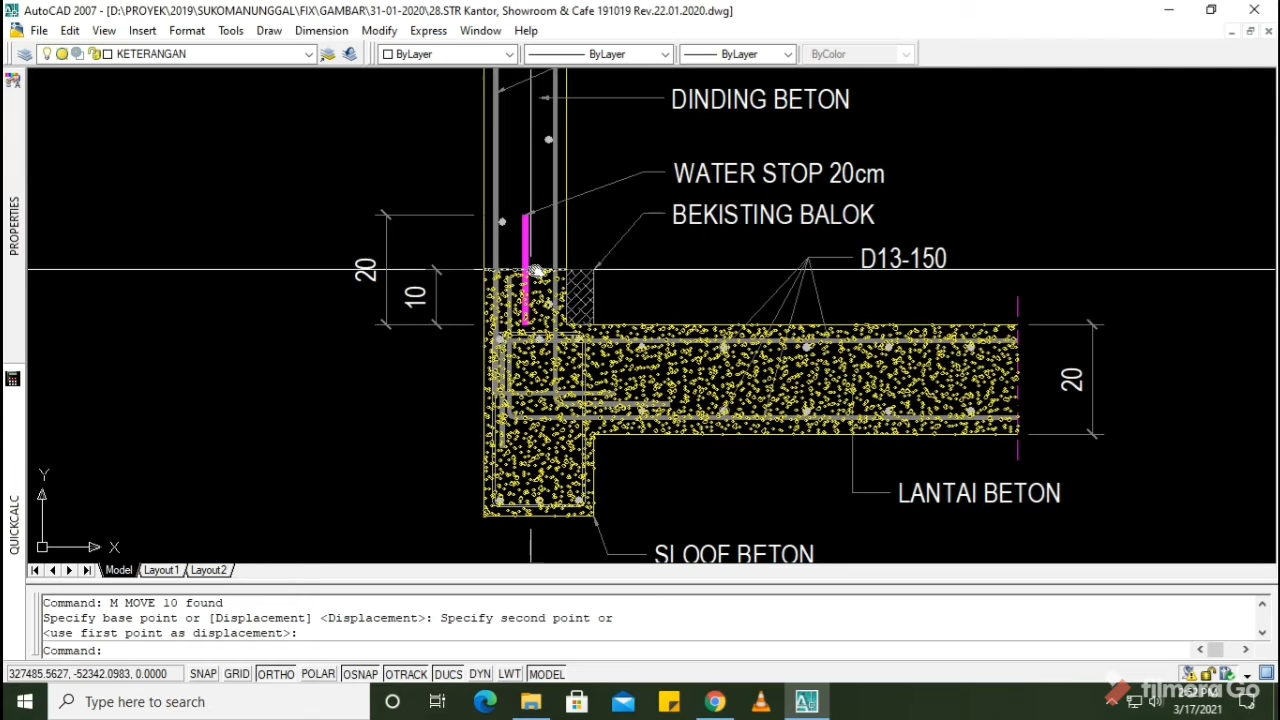 AutoCAD 2007 - [D:\PROYEK\2019\SUKOMANUNGGAL\FIX\GAMBAR\31-01-2020\28.STR Kantor, Showroom & Cafe 191019 Rev.22.01.2020.dwg]
File Edit View Insert Format Tools Draw Dimension Modify Express Window Help
KETERANGAN ByLayer ByLayer ByLayer ByColor
DINDING BETON
WATER STOP 20cm
BEKISTING BALOK
D13-150
PROPERTIES
20
10
20
LANTAI BETON
QUICKCALC
Y
X
SLOOF BETON
Model Layout1 Layout2
Command: M MOVE 10 found
Specify base point or [Displacement] <Displacement>: Specify second point or
<use first point as displacement>:
Command:
327485.5627, -52342.0983, 0.0000 SNAP GRID ORTHO POLAR OSNAP OTRACK DUCS DYN LWT MODEL
Type here to search
filmora Go
3/17/2021